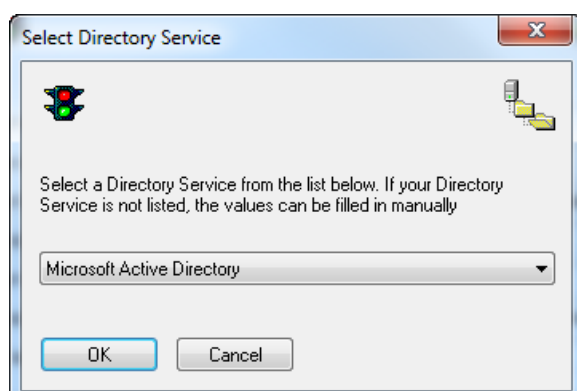 Select Directory Service
Select a Directory Service from the list below. If your Directory
Service is not listed, the values can be filled in manually
Microsoft Active Directory
OK
Cancel